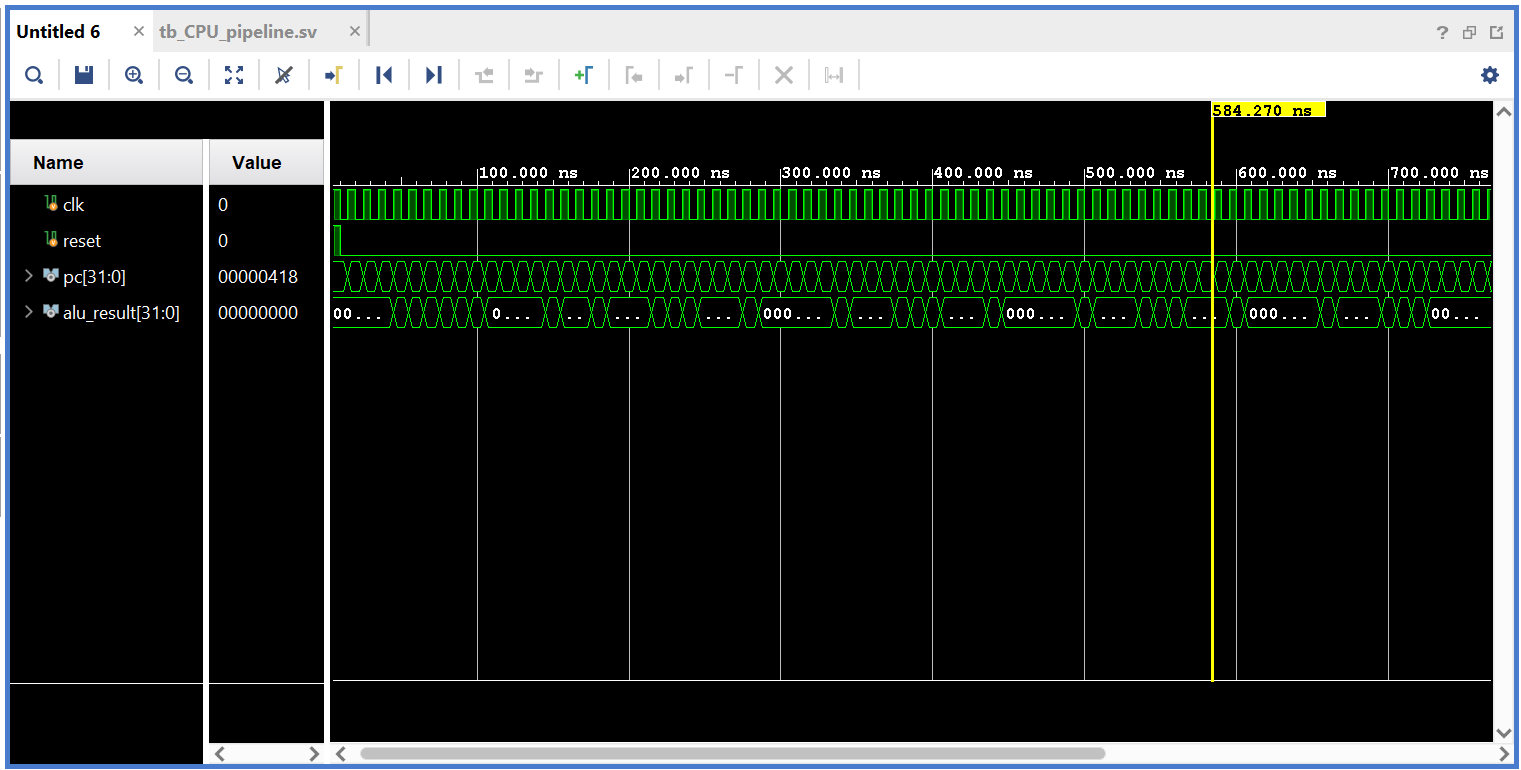 Untitled 6 × tb_CPU_pipeline.sv ×
?
584.270 ns
Name Value
100.000 ns 200.000 ns 300.000 ns 400.000 ns 500.000 ns 600.000 ns 700.000 ns
clk 0
reset 0
pc[31:0] 00000418
alu_result[31:0] 00000000 00... 0... ... ... ... 000... ... ... 000... ... ... 000... ... 00...